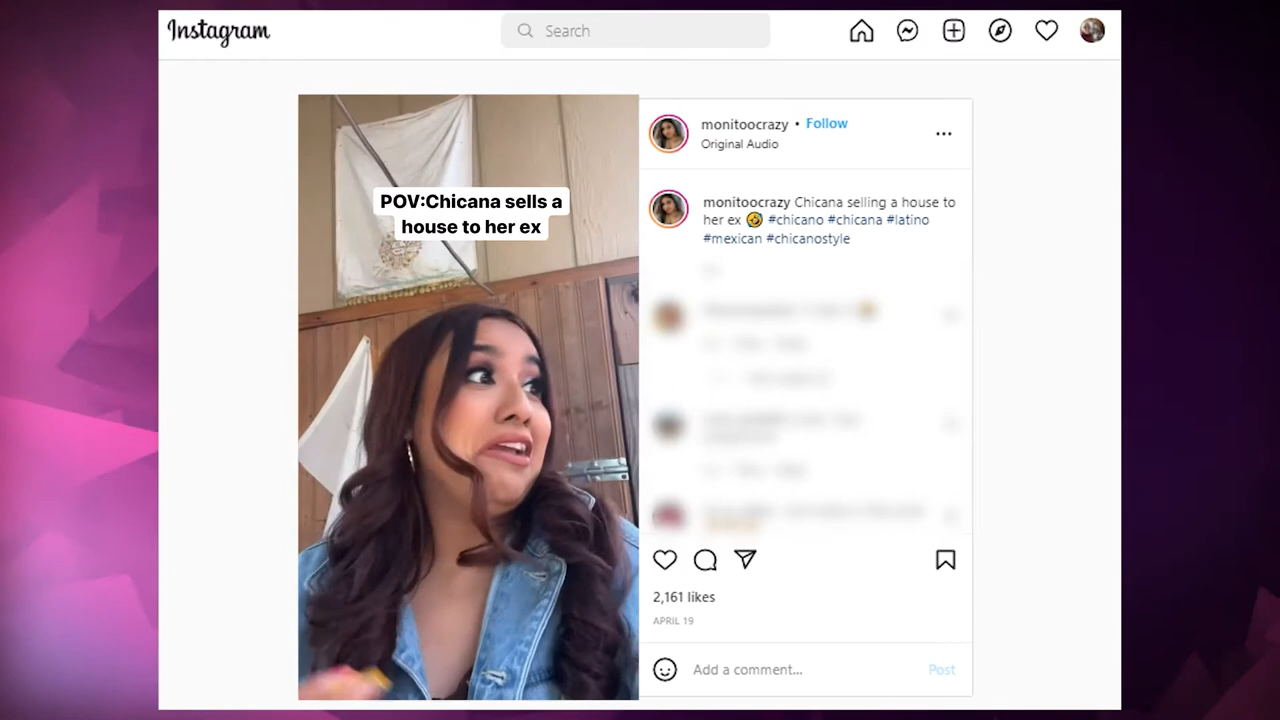 Instagram
Search
POV:Chicana sells a
house to her ex
monitoocrazy • Follow
Original Audio
monitoocrazy Chicana selling a house to
her ex 🤣 #chicano #chicana #latino
#mexican #chicanostyle
2,161 likes
APRIL 19
Add a comment...
Post